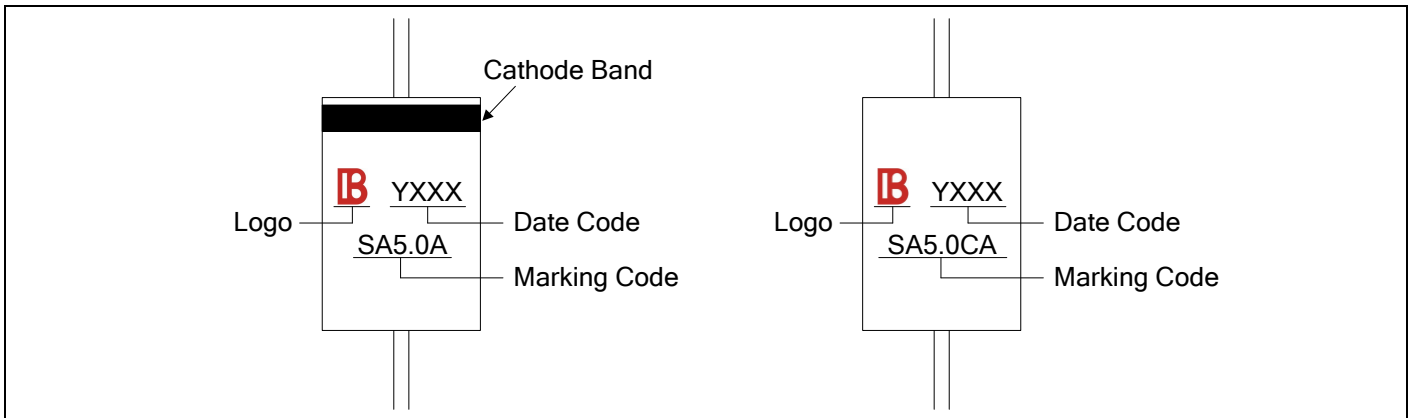 Cathode Band
B YXXX
Logo
Date Code
SA5.0A
Marking Code
B YXXX
Logo
Date Code
SA5.0CA
Marking Code